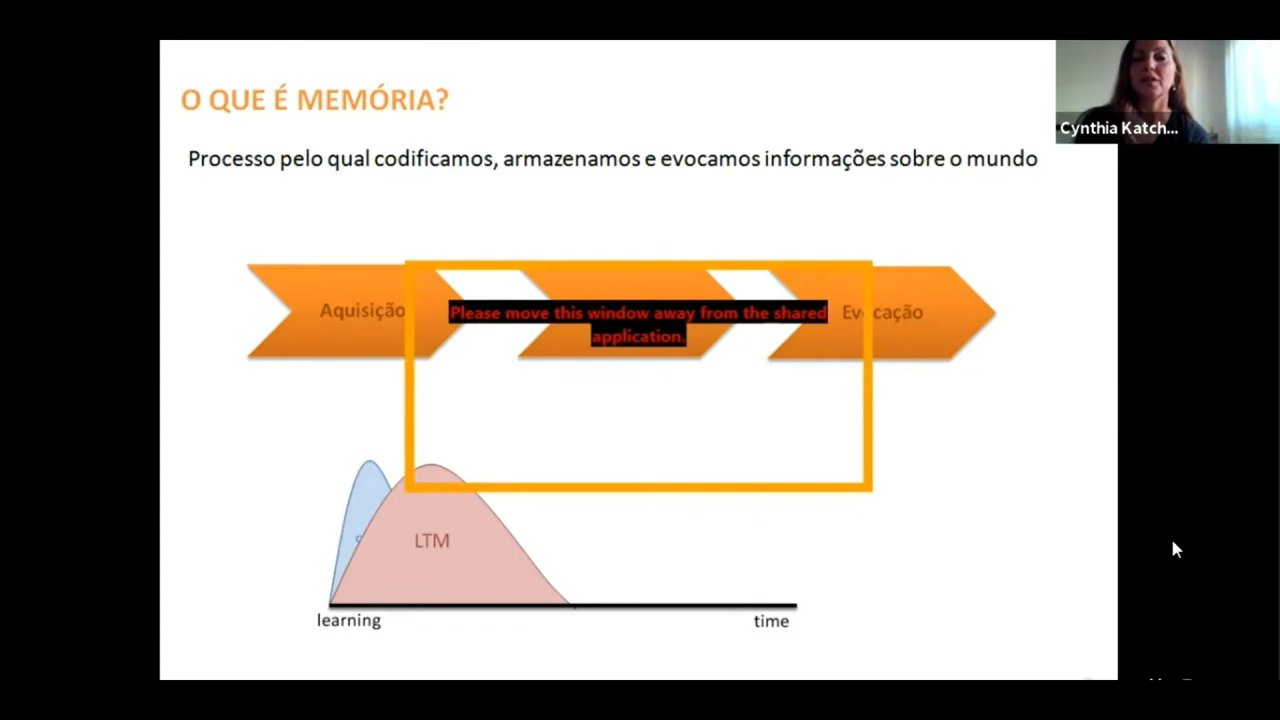 O QUE É MEMÓRIA?
Cynthia Katch...
Processo pelo qual codificamos, armazenamos e evocamos informações sobre o mundo
Aquisição
Please move this window away from the shared
application.
Evocação
LTM
learning
time